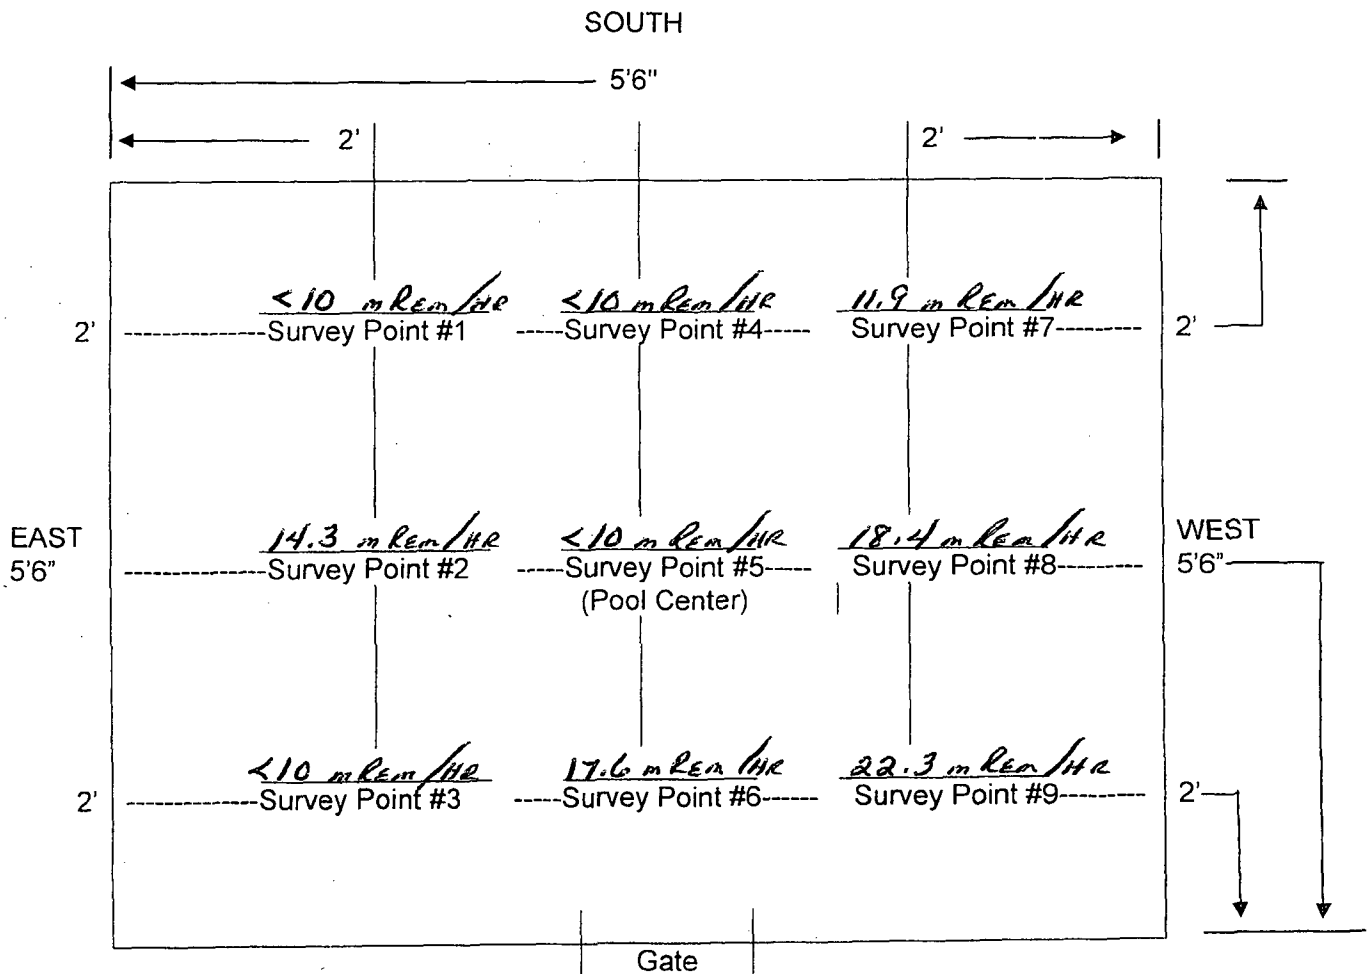 SOUTH
5'6"
2' 2'
<10 mRem/HR <10 mRem/HR 11.9 mRem/HR
2' Survey Point #1 Survey Point #4 Survey Point #7 2'
14.3 mRem/HR <10 mRem/HR 18.4 mRem/HR
EAST WEST
5'6" Survey Point #2 Survey Point #5 Survey Point #8 5'6"
(Pool Center)
<10 mRem/HR 17.6 mRem/HR 22.3 mRem/HR
2' Survey Point #3 Survey Point #6 Survey Point #9 2'
Gate